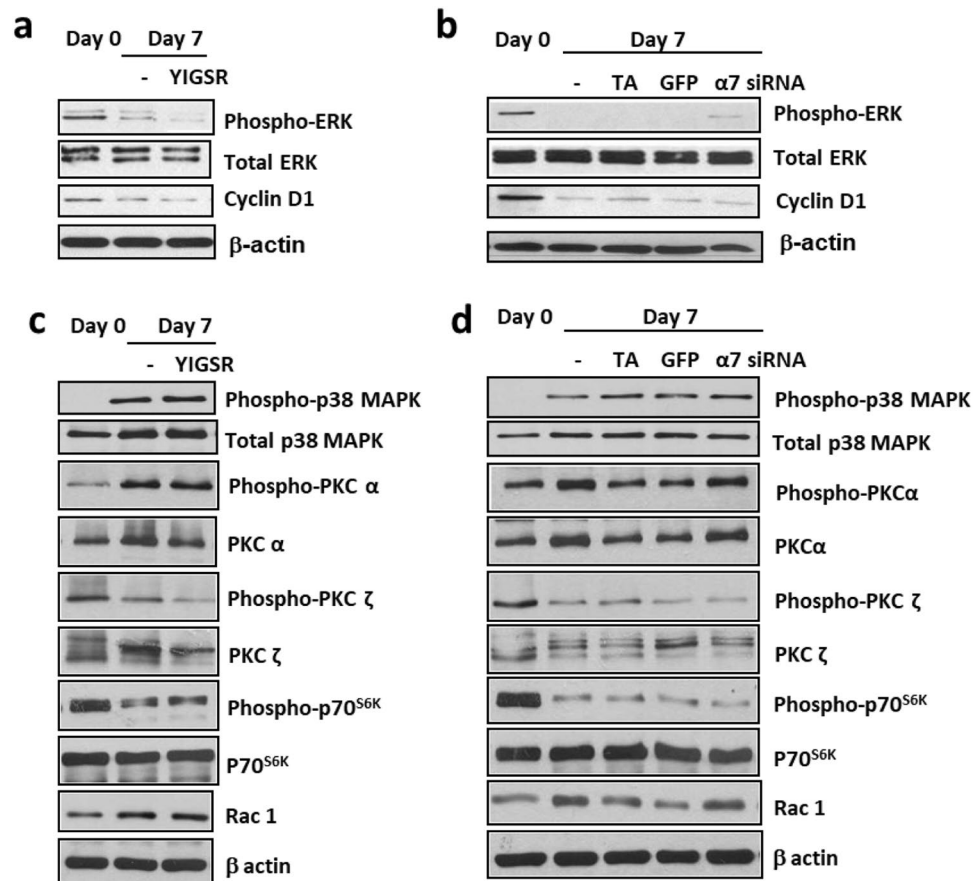 a
Day 0 Day 7
- YIGSR
Phospho-ERK
Total ERK
Cyclin D1
β-actin
b
Day 0 Day 7
- TA GFP α7 siRNA
Phospho-ERK
Total ERK
Cyclin D1
β-actin
c
Day 0 Day 7
- YIGSR
Phospho-p38 MAPK
Total p38 MAPK
Phospho-PKC α
PKC α
Phospho-PKC ζ
PKC ζ
Phospho-p70S6K
P70S6K
Rac 1
β actin
d
Day 0 Day 7
- TA GFP α7 siRNA
Phospho-p38 MAPK
Total p38 MAPK
Phospho-PKCα
PKCα
Phospho-PKC ζ
PKC ζ
Phospho-p70S6K
P70S6K
Rac 1
β actin